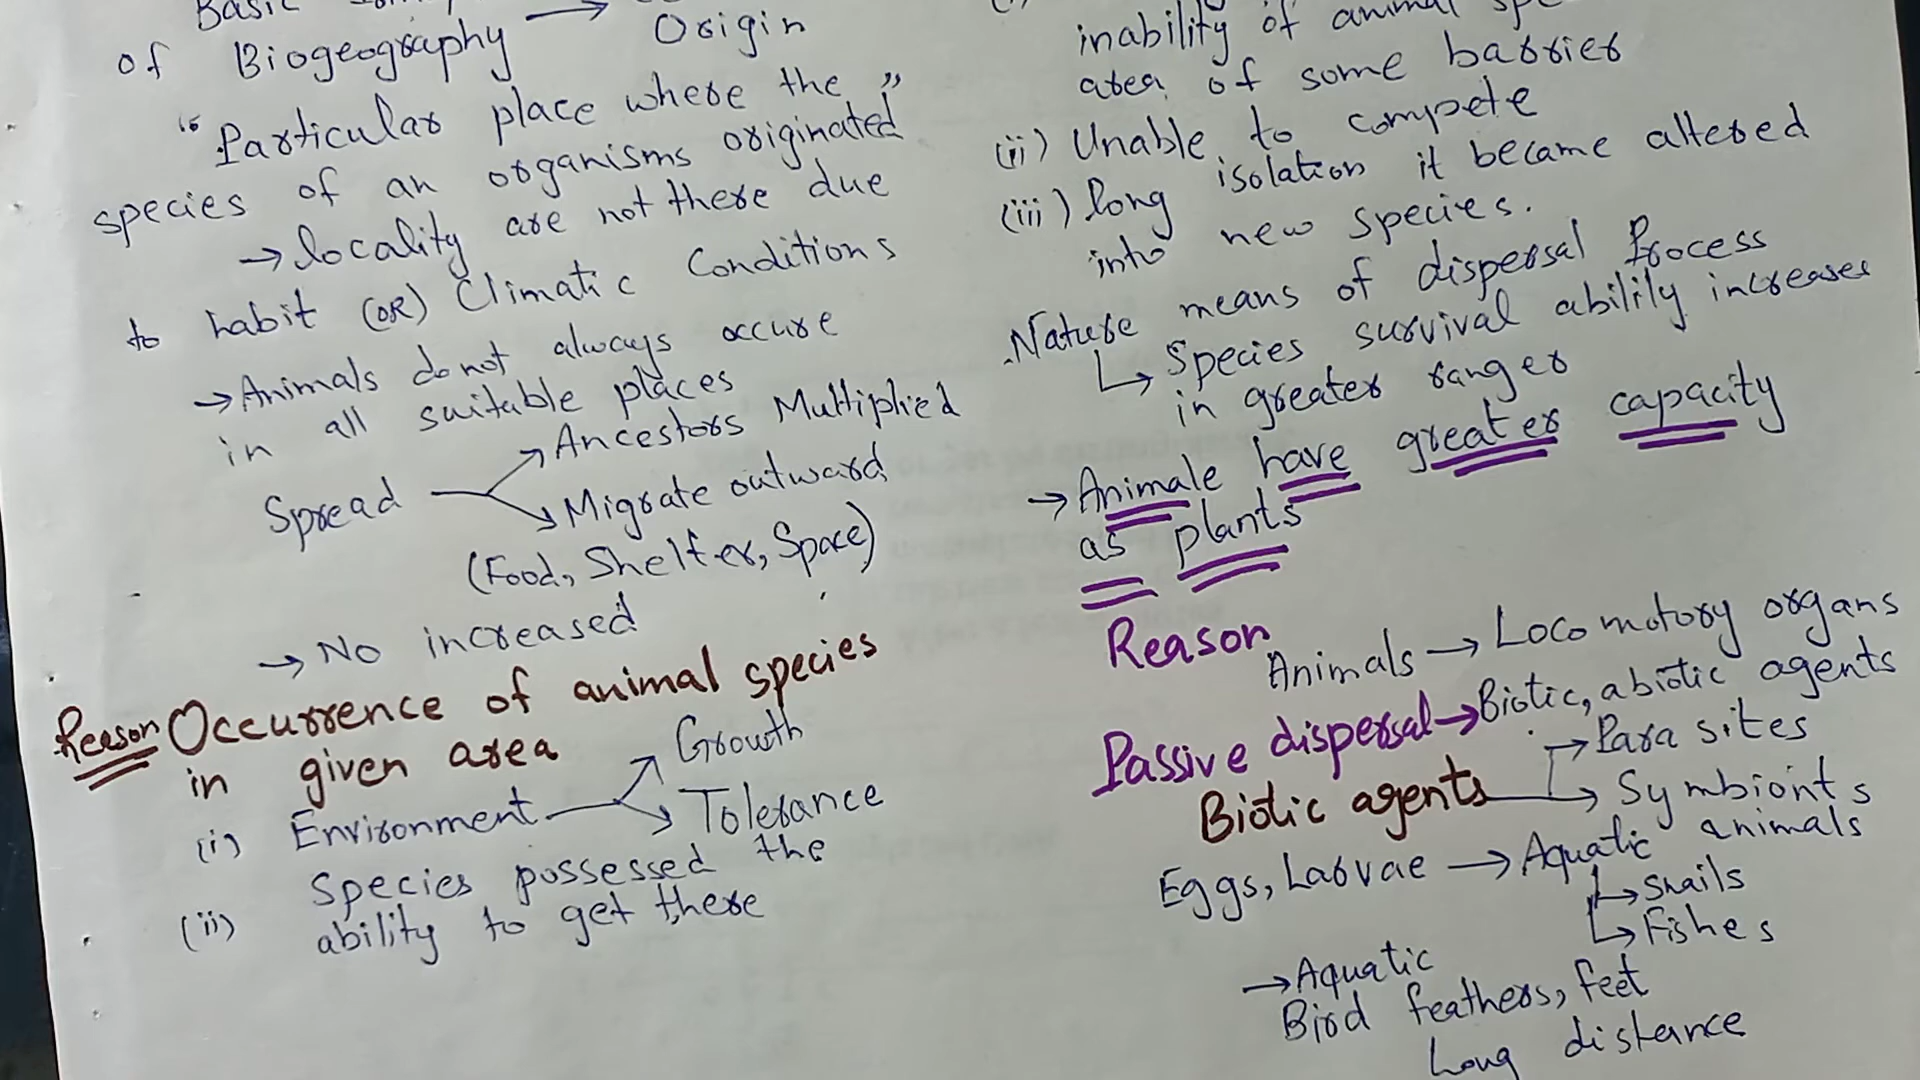 Basic
of Biogeography → Origin
"Particular place where the"
species of an organisms originated
→ locality are not there due
to habit (OR) Climatic Conditions
→ Animals do not always occure
in all suitable places
Spread → Ancestors Multiplied
→ Migrate outward
(Food, Shelter, Space)
→ No increased
Reason Occurrence of animal species
in given area
(i) Environment → Growth
→ Tolerance
(ii) Species possessed the
ability to get there
inability of animal
area of some barrier
(ii) Unable to compete
(iii) long isolation it became altered
into new species.
Nature means of dispersal Process
↳ Species survival ability increases
in greater ranger
→ Animale have greater capacity
as plants
Reason
Animals → Locomotory organs
Passive dispersal → Biotic, abiotic agents
Biotic agents → Para sites
→ Symbionts
Eggs, Larvae → Aquatic animals
↳ Snails
↳ Fishes
→ Aquatic
Bird feathers, feet
Long distance